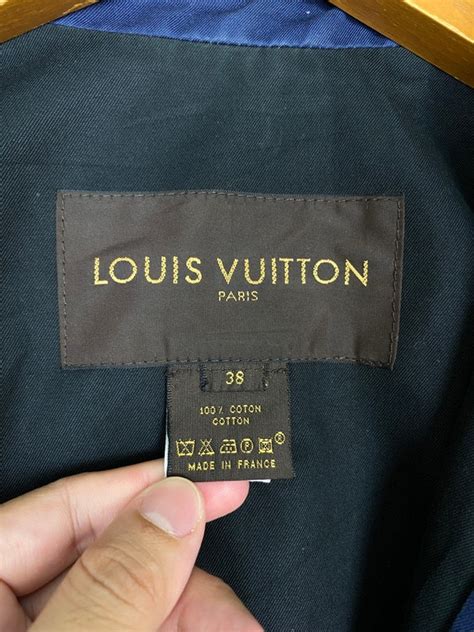 LOUIS VUITTON
PARIS
38
100% COTON
COTTON
P
MADE IN FRANCE